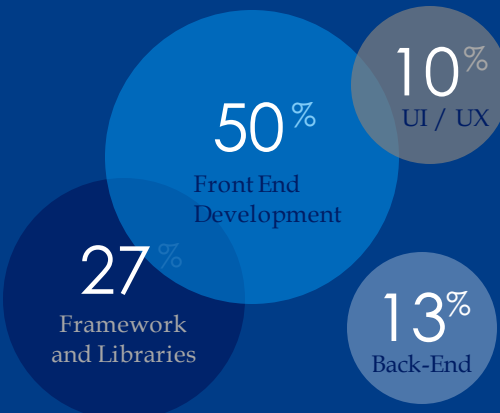 50%
Front End
Development
10%
UI / UX
27%
Framework
and Libraries
13%
Back-End